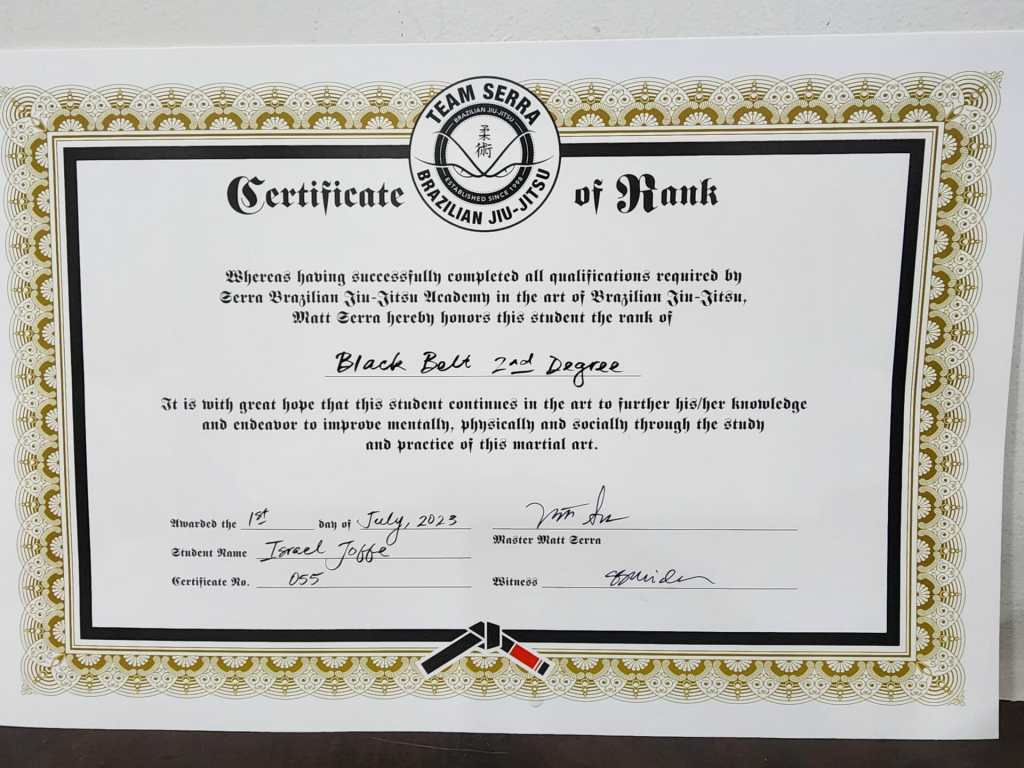 TEAM SERRA
BRAZILIAN JIU-JITSU
柔術
ESTABLISHED SINCE 1998
BRAZILIAN JIU-JITSU
Certificate of Rank
Whereas having successfully completed all qualifications required by
Serra Brazilian Jiu-Jitsu Academy in the art of Brazilian Jiu-Jitsu,
Matt Serra hereby honors this student the rank of
Black Belt 2nd Degree
It is with great hope that this student continues in the art to further his/her knowledge
and endeavor to improve mentally, physically and socially through the study
and practice of this martial art.
Awarded the 1st day of July, 2023
Master Matt Serra
Student Name Israel Joffe
Certificate No. 055
Witness